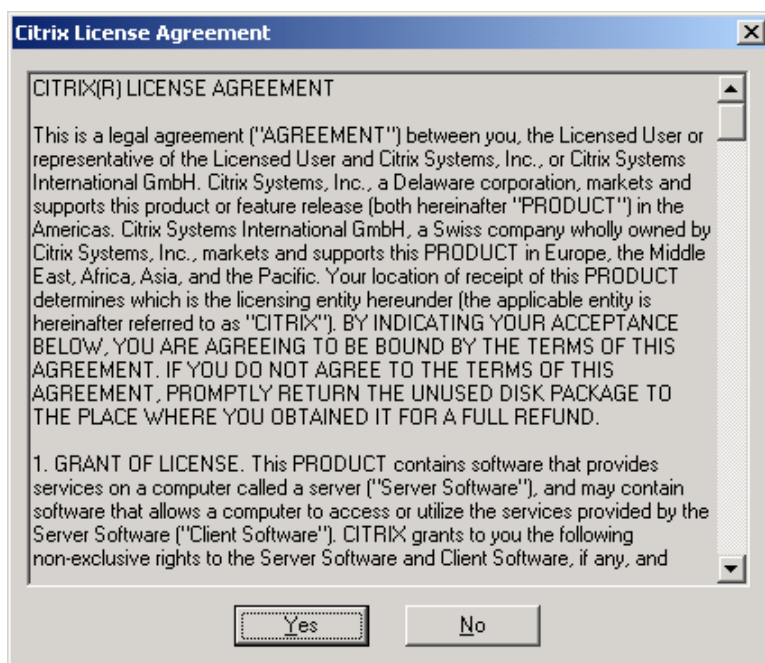 Citrix License Agreement
CITRIX(R) LICENSE AGREEMENT
This is a legal agreement ("AGREEMENT") between you, the Licensed User or
representative of the Licensed User and Citrix Systems, Inc., or Citrix Systems
International GmbH. Citrix Systems, Inc., a Delaware corporation, markets and
supports this product or feature release (both hereinafter "PRODUCT") in the
Americas. Citrix Systems International GmbH, a Swiss company wholly owned by
Citrix Systems, Inc., markets and supports this PRODUCT in Europe, the Middle
East, Africa, Asia, and the Pacific. Your location of receipt of this PRODUCT
determines which is the licensing entity hereunder (the applicable entity is
hereinafter referred to as "CITRIX"). BY INDICATING YOUR ACCEPTANCE
BELOW, YOU ARE AGREEING TO BE BOUND BY THE TERMS OF THIS
AGREEMENT. IF YOU DO NOT AGREE TO THE TERMS OF THIS
AGREEMENT, PROMPTLY RETURN THE UNUSED DISK PACKAGE TO
THE PLACE WHERE YOU OBTAINED IT FOR A FULL REFUND.
1. GRANT OF LICENSE. This PRODUCT contains software that provides
services on a computer called a server ("Server Software"), and may contain
software that allows a computer to access or utilize the services provided by the
Server Software ("Client Software"). CITRIX grants to you the following
non-exclusive rights to the Server Software and Client Software, if any, and
Yes
No